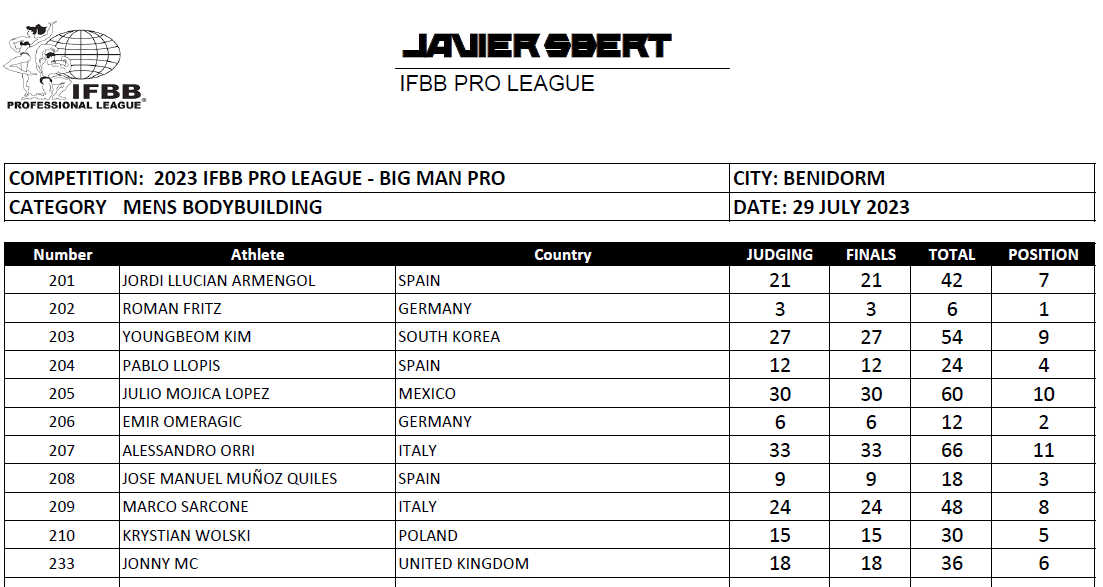 IFBB
PROFESSIONAL LEAGUE®
JAVIER SBERT
IFBB PRO LEAGUE
COMPETITION: 2023 IFBB PRO LEAGUE - BIG MAN PRO CITY: BENIDORM
CATEGORY MENS BODYBUILDING DATE: 29 JULY 2023
Number Athlete Country JUDGING FINALS TOTAL POSITION
201 JORDI LLUCIAN ARMENGOL SPAIN 21 21 42 7
202 ROMAN FRITZ GERMANY 3 3 6 1
203 YOUNGBEOM KIM SOUTH KOREA 27 27 54 9
204 PABLO LLOPIS SPAIN 12 12 24 4
205 JULIO MOJICA LOPEZ MEXICO 30 30 60 10
206 EMIR OMERAGIC GERMANY 6 6 12 2
207 ALESSANDRO ORRI ITALY 33 33 66 11
208 JOSE MANUEL MUÑOZ QUILES SPAIN 9 9 18 3
209 MARCO SARCONE ITALY 24 24 48 8
210 KRYSTIAN WOLSKI POLAND 15 15 30 5
233 JONNY MC UNITED KINGDOM 18 18 36 6